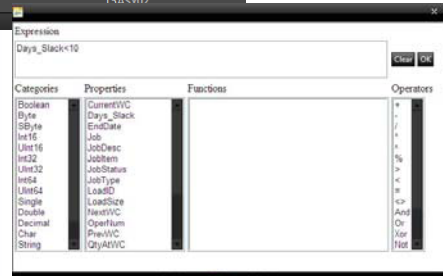 Expression
Days_Slack<10
Clear OK
Categories Properties Functions Operators
Boolean CurrentWC +
Byte Days_Slack -
SByte EndDate /
Int16 Job *
UInt16 JobDesc ^
Int32 JobItem %
UInt32 JobStatus >
Int64 JobType <
UInt64 LoadID =
Single LoadSize <>
Double NextWC And
Decimal OperNum Or
Char PrevWC Xor
String QtyAtWC Not